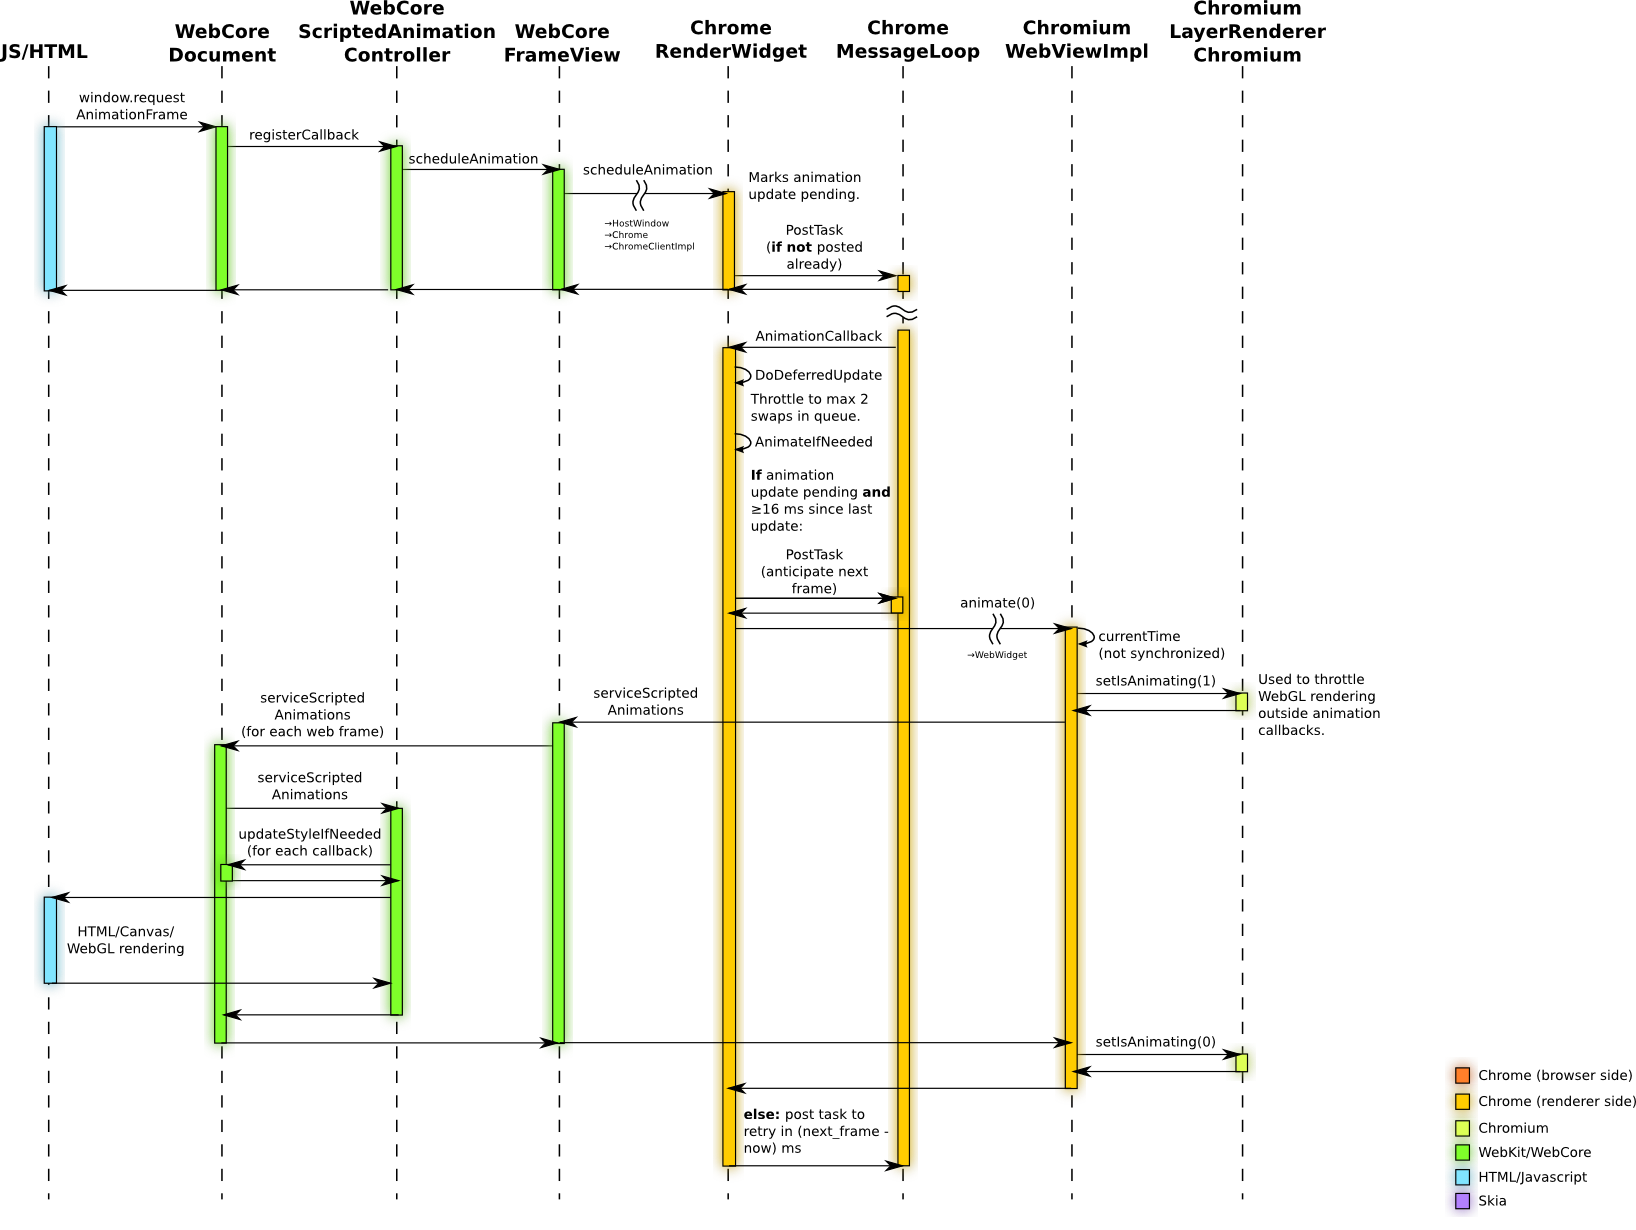 JS/HTML
WebCore
Document
WebCore
ScriptedAnimation
Controller
WebCore
FrameView
Chrome
RenderWidget
Chrome
MessageLoop
Chromium
WebViewImpl
Chromium
LayerRenderer
Chromium
window.request
AnimationFrame
registerCallback
scheduleAnimation
scheduleAnimation
→HostWindow
→Chrome
→ChromeClientImpl
Marks animation
update pending.
PostTask
(if not posted
already)
AnimationCallback
DoDeferredUpdate
Throttle to max 2
swaps in queue.
AnimateIfNeeded
If animation
update pending and
≥16 ms since last
update:
PostTask
(anticipate next
frame)
animate(0)
→WebWidget
currentTime
(not synchronized)
setIsAnimating(1)
Used to throttle
WebGL rendering
outside animation
callbacks.
serviceScripted
Animations
serviceScripted
Animations
(for each web frame)
serviceScripted
Animations
updateStyleIfNeeded
(for each callback)
HTML/Canvas/
WebGL rendering
setIsAnimating(0)
else: post task to
retry in (next_frame -
now) ms
Chrome (browser side)
Chrome (renderer side)
Chromium
WebKit/WebCore
HTML/Javascript
Skia